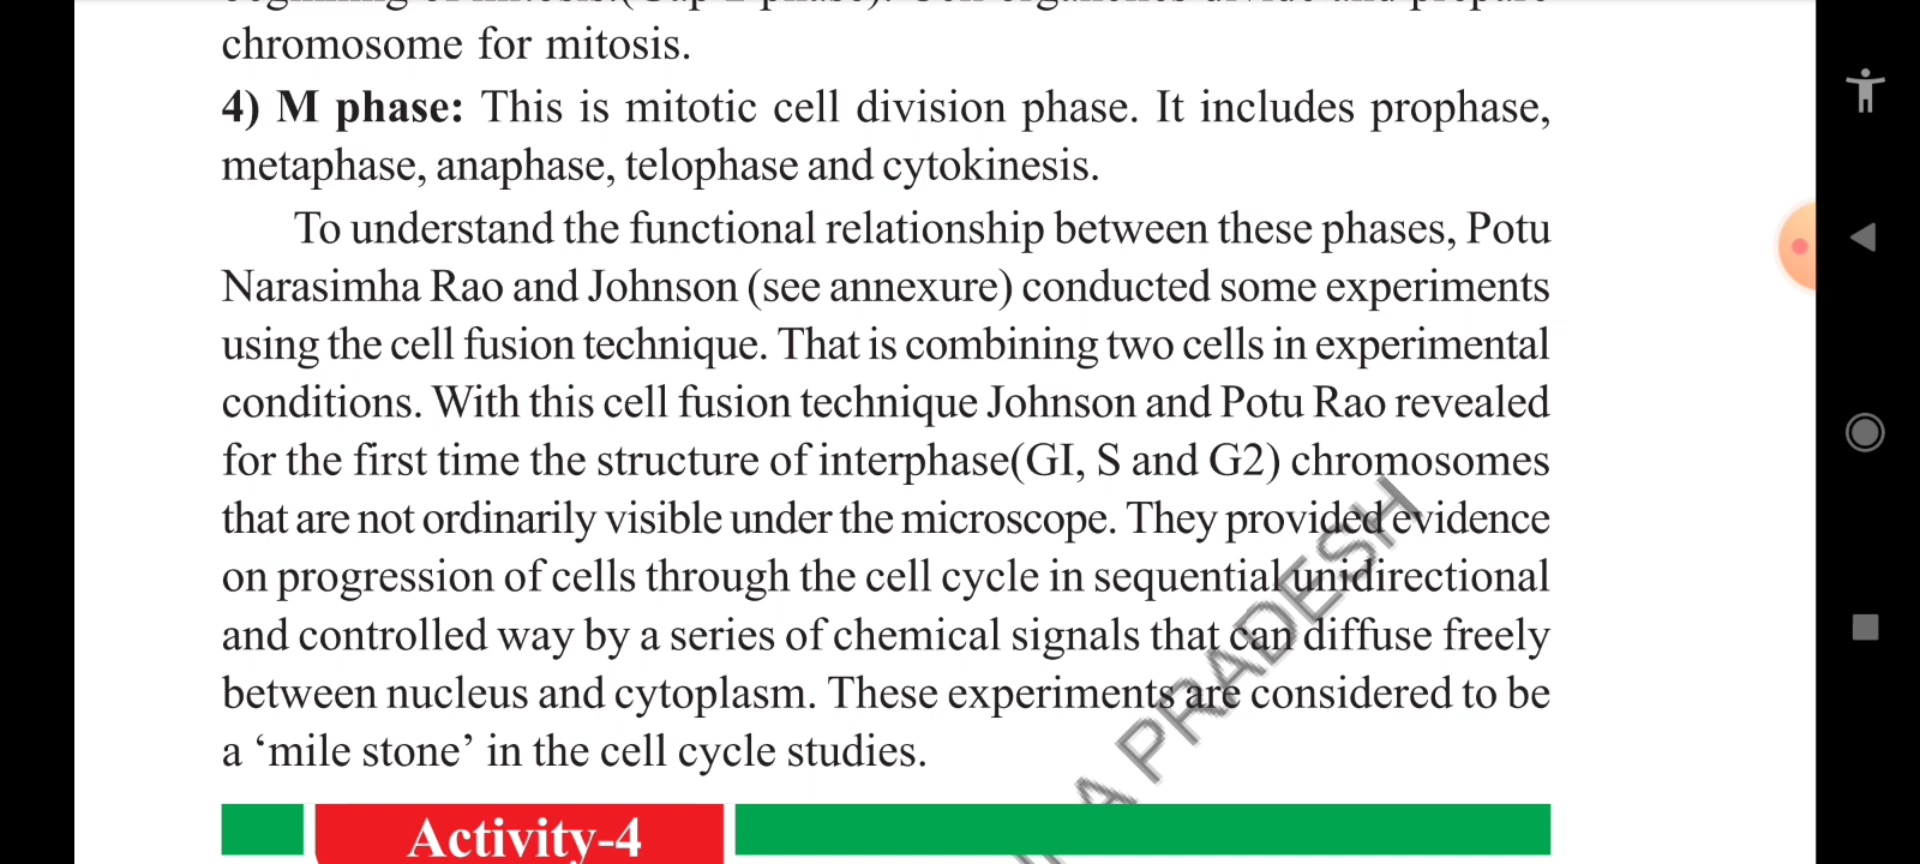 chromosome for mitosis.
4) M phase: This is mitotic cell division phase. It includes prophase,
metaphase, anaphase, telophase and cytokinesis.
To understand the functional relationship between these phases, Potu
Narasimha Rao and Johnson (see annexure) conducted some experiments
using the cell fusion technique. That is combining two cells in experimental
conditions. With this cell fusion technique Johnson and Potu Rao revealed
for the first time the structure of interphase(GI, S and G2) chromosomes
that are not ordinarily visible under the microscope. They provided evidence
on progression of cells through the cell cycle in sequential unidirectional
and controlled way by a series of chemical signals that can diffuse freely
between nucleus and cytoplasm. These experiments are considered to be
a ‘mile stone’ in the cell cycle studies.
A PRADESH
Activity-4